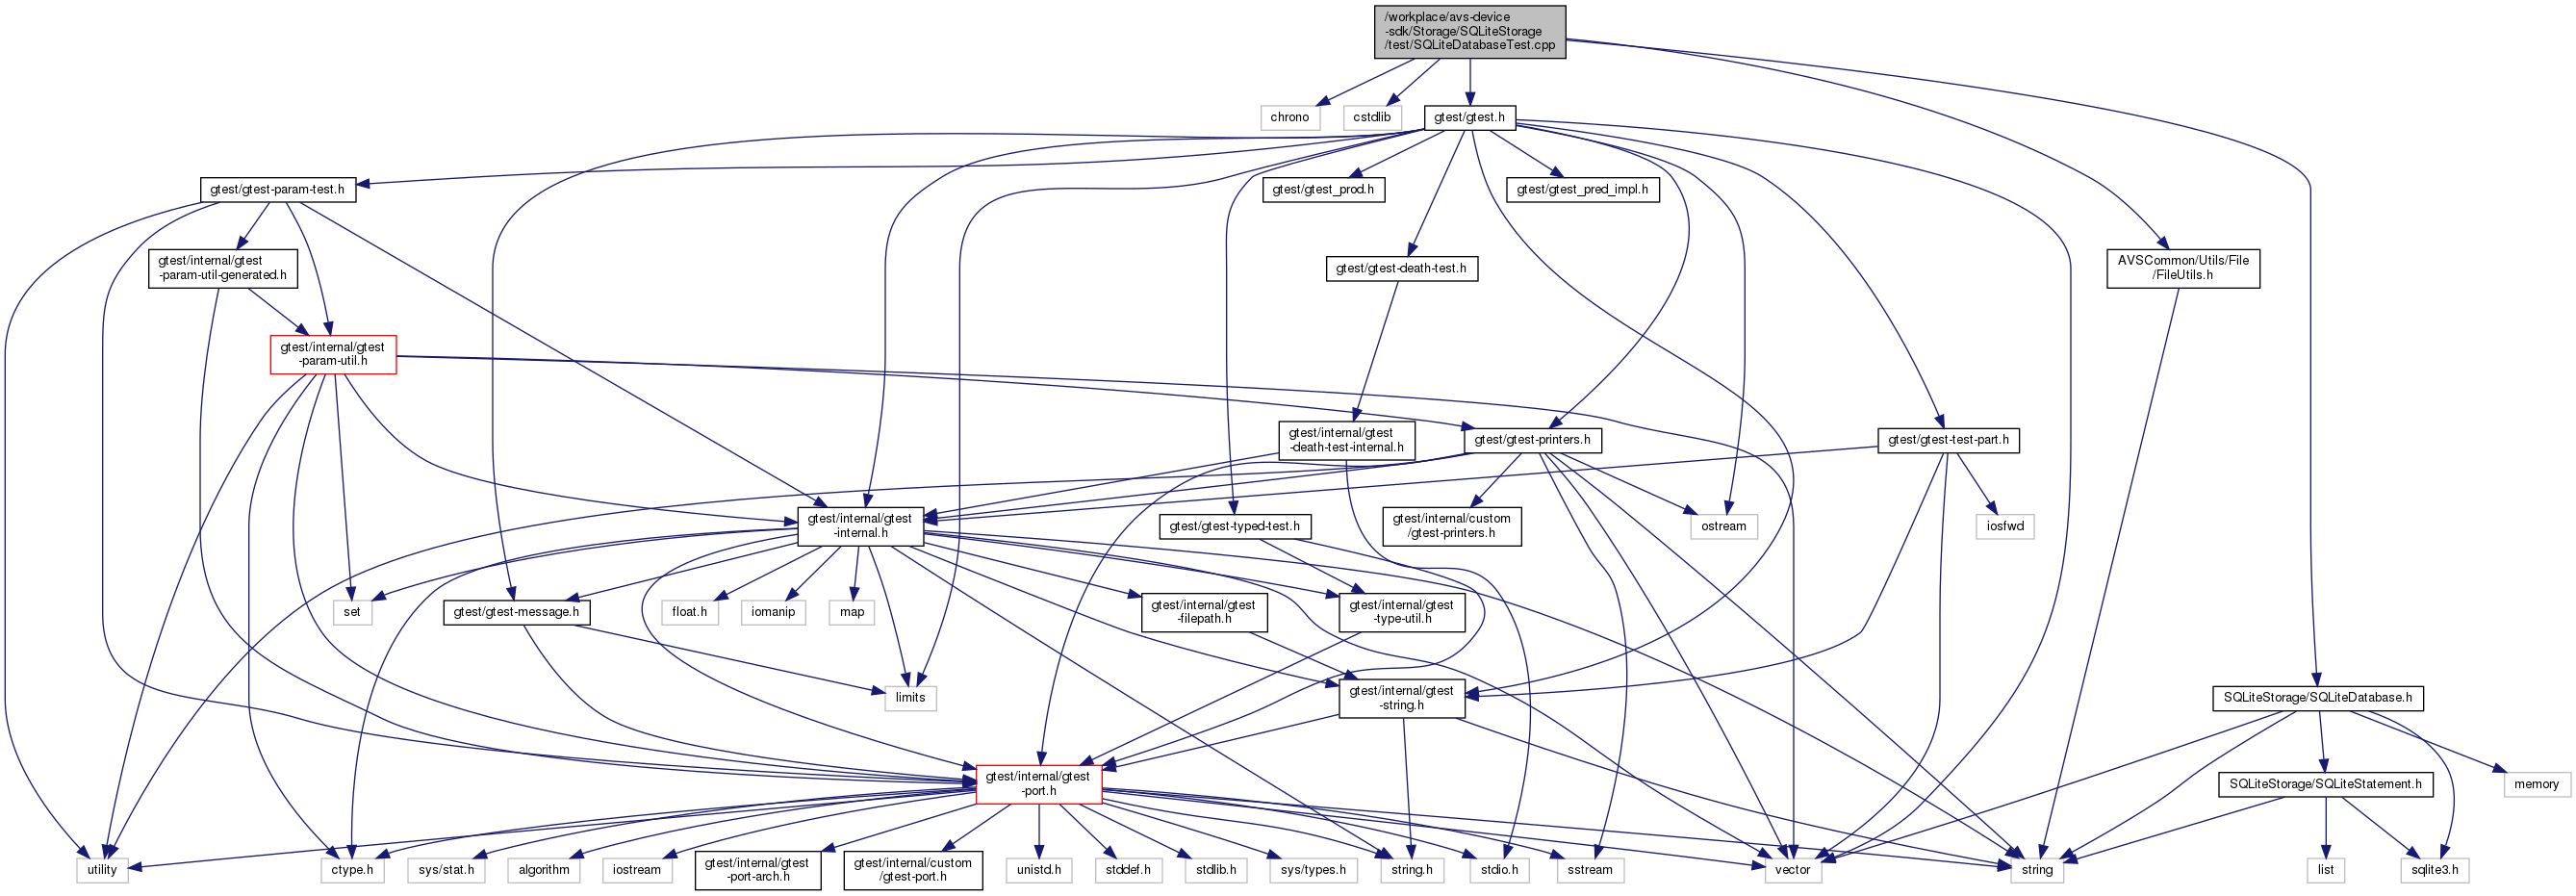 /workplace/avs-device
-sdk/Storage/SQLiteStorage
/test/SQLiteDatabaseTest.cpp
chrono
cstdlib
gtest/gtest.h
gtest/gtest-param-test.h
gtest/gtest_prod.h
gtest/gtest_pred_impl.h
gtest/internal/gtest
-param-util-generated.h
gtest/gtest-death-test.h
AVSCommon/Utils/File
/FileUtils.h
gtest/internal/gtest
-param-util.h
gtest/internal/gtest
-death-test-internal.h
gtest/gtest-printers.h
gtest/gtest-test-part.h
gtest/internal/gtest
-internal.h
gtest/gtest-typed-test.h
gtest/internal/custom
/gtest-printers.h
ostream
iosfwd
set
gtest/gtest-message.h
float.h
iomanip
map
gtest/internal/gtest
-filepath.h
gtest/internal/gtest
-type-util.h
limits
gtest/internal/gtest
-string.h
SQLiteStorage/SQLiteDatabase.h
gtest/internal/gtest
-port.h
SQLiteStorage/SQLiteStatement.h
memory
utility
ctype.h
sys/stat.h
algorithm
iostream
gtest/internal/gtest
-port-arch.h
gtest/internal/custom
/gtest-port.h
unistd.h
stddef.h
stdlib.h
sys/types.h
string.h
stdio.h
sstream
vector
string
list
sqlite3.h